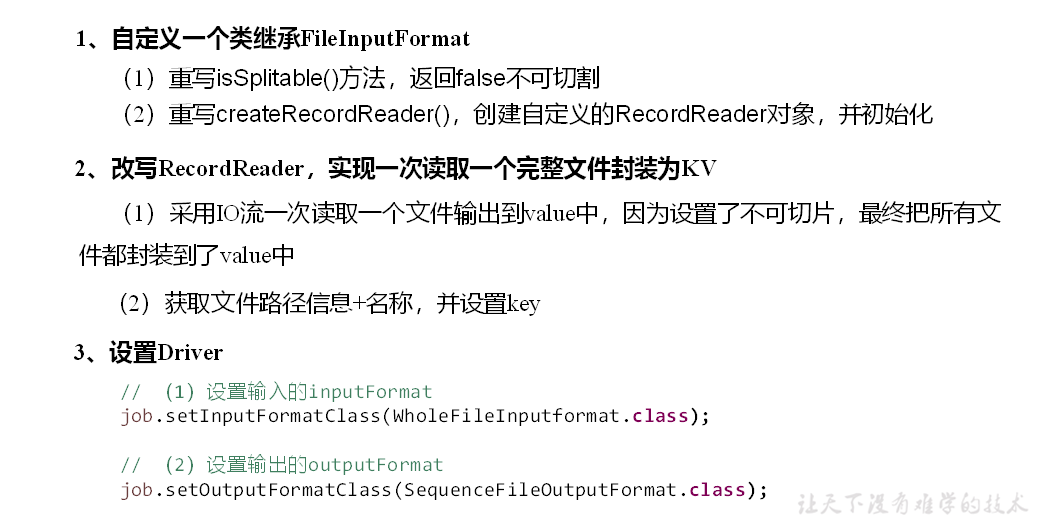 1、自定义一个类继承FileInputFormat
（1）重写isSplitable()方法，返回false不可切割
（2）重写createRecordReader()，创建自定义的RecordReader对象，并初始化
2、改写RecordReader，实现一次读取一个完整文件封装为KV
（1）采用IO流一次读取一个文件输出到value中，因为设置了不可切片，最终把所有文
件都封装到了value中
（2）获取文件路径信息+名称，并设置key
3、设置Driver
// （1）设置输入的inputFormat
job.setInputFormatClass(WholeFileInputformat.class);
// （2）设置输出的outputFormat
job.setOutputFormatClass(SequenceFileOutputFormat.class);
让天下没有难学的技术